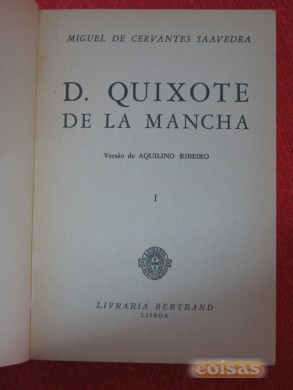 MIGUEL DE CERVANTES SAAVEDRA
D. QUIXOTE
DE LA MANCHA
Versão de AQUILINO RIBEIRO
I
LIVRARIA BERTRAND
LISBOA
coisas